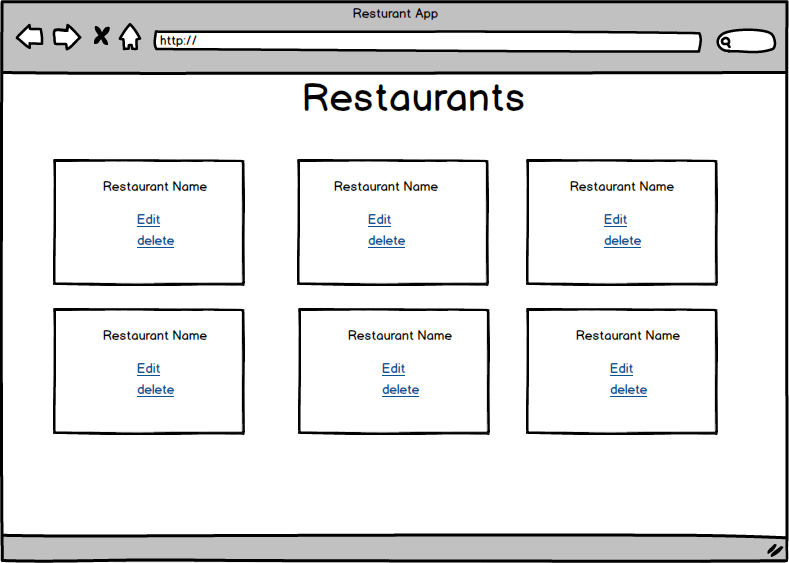 Resturant App
http://
Restaurants
Restaurant Name
Edit
delete
Restaurant Name
Edit
delete
Restaurant Name
Edit
delete
Restaurant Name
Edit
delete
Restaurant Name
Edit
delete
Restaurant Name
Edit
delete